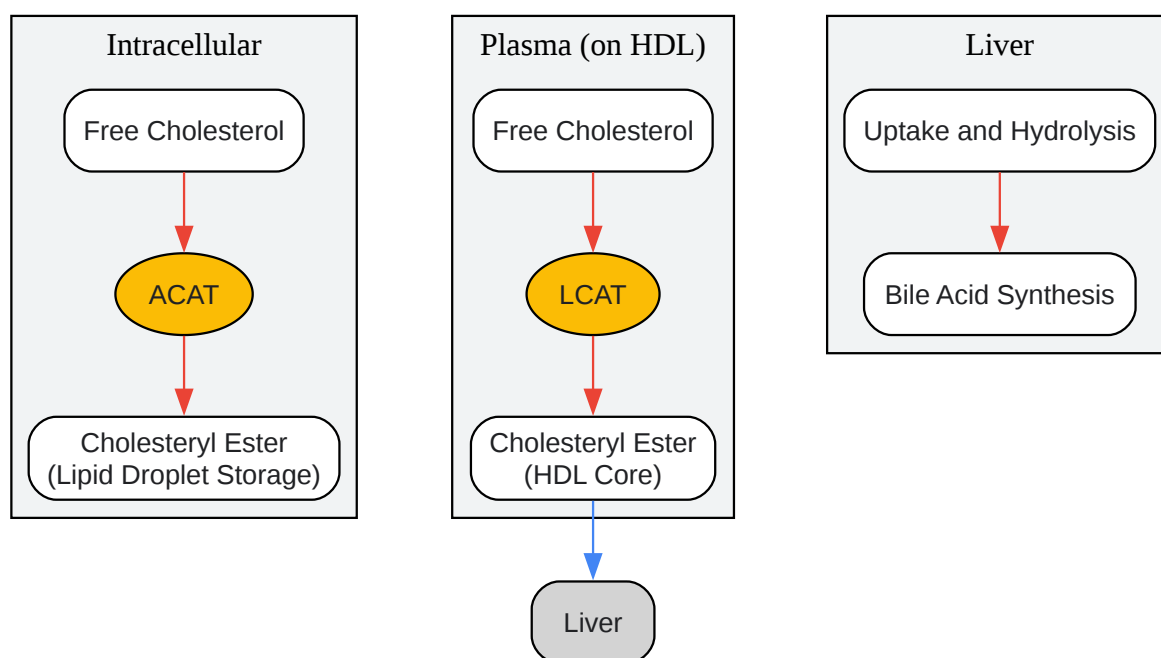 Intracellular
Free Cholesterol
ACAT
Cholesteryl Ester
(Lipid Droplet Storage)
Plasma (on HDL)
Free Cholesterol
LCAT
Cholesteryl Ester
(HDL Core)
Liver
Liver
Uptake and Hydrolysis
Bile Acid Synthesis